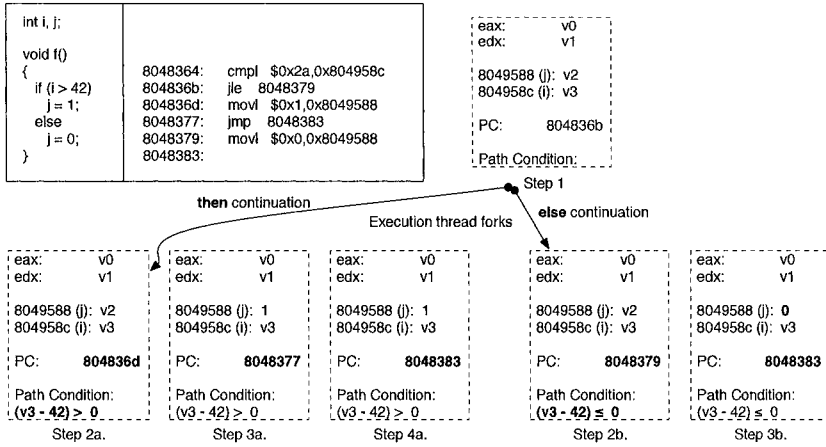 int i, j;
void f()
{
if (i > 42)
j = 1;
else
j = 0;
}
8048364: cmpl $0x2a,0x804958c
804836b: jle 8048379
804836d: movl $0x1,0x8049588
8048377: jmp 8048383
8048379: movl $0x0,0x8049588
8048383:
eax: v0
edx: v1
8049588 (j): v2
804958c (i): v3
PC: 804836b
Path Condition:
Step 1
then continuation
Execution thread forks
else continuation
eax: v0
edx: v1
8049588 (j): v2
804958c (i): v3
PC: 804836d
Path Condition:
(v3 - 42) > 0
Step 2a.
eax: v0
edx: v1
8049588 (j): 1
804958c (i): v3
PC: 8048377
Path Condition:
(v3 - 42) > 0
Step 3a.
eax: v0
edx: v1
8049588 (j): 1
804958c (i): v3
PC: 8048383
Path Condition:
(v3 - 42) > 0
Step 4a.
eax: v0
edx: v1
8049588 (j): v2
804958c (i): v3
PC: 8048379
Path Condition:
(v3 - 42) ≤ 0
Step 2b.
eax: v0
edx: v1
8049588 (j): 0
804958c (i): v3
PC: 8048383
Path Condition:
(v3 - 42) ≤ 0
Step 3b.